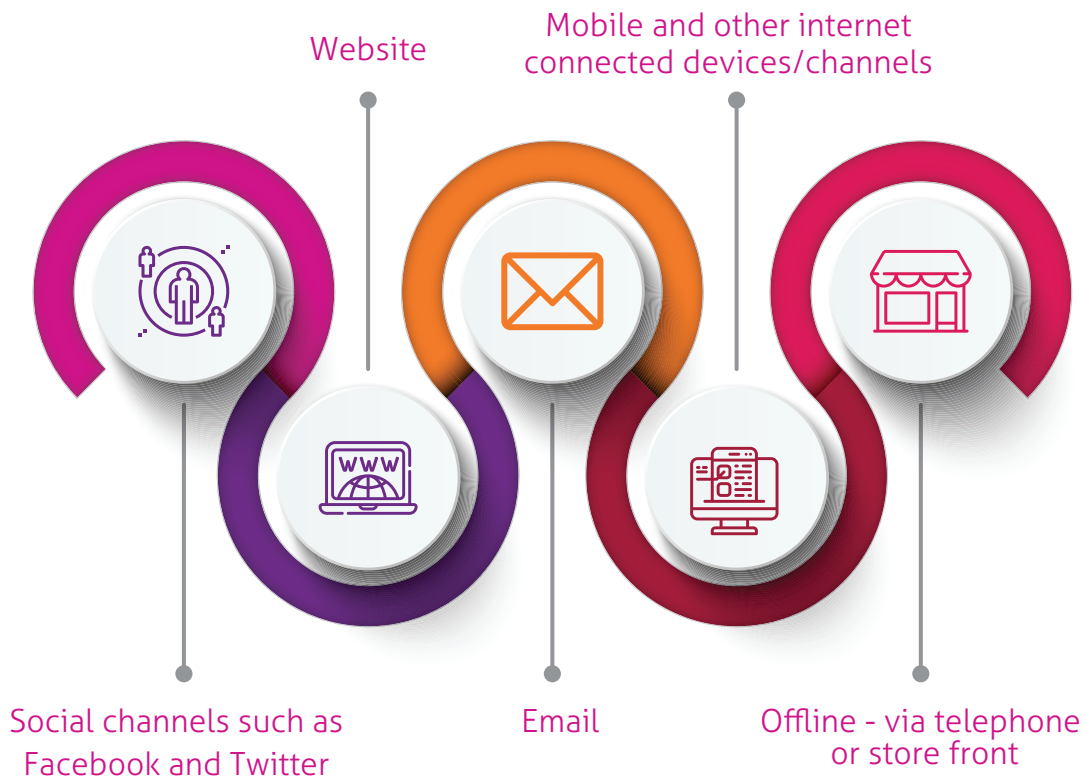 Website
Mobile and other internet
connected devices/channels
WWW
Social channels such as
Facebook and Twitter
Email
Offline - via telephone
or store front